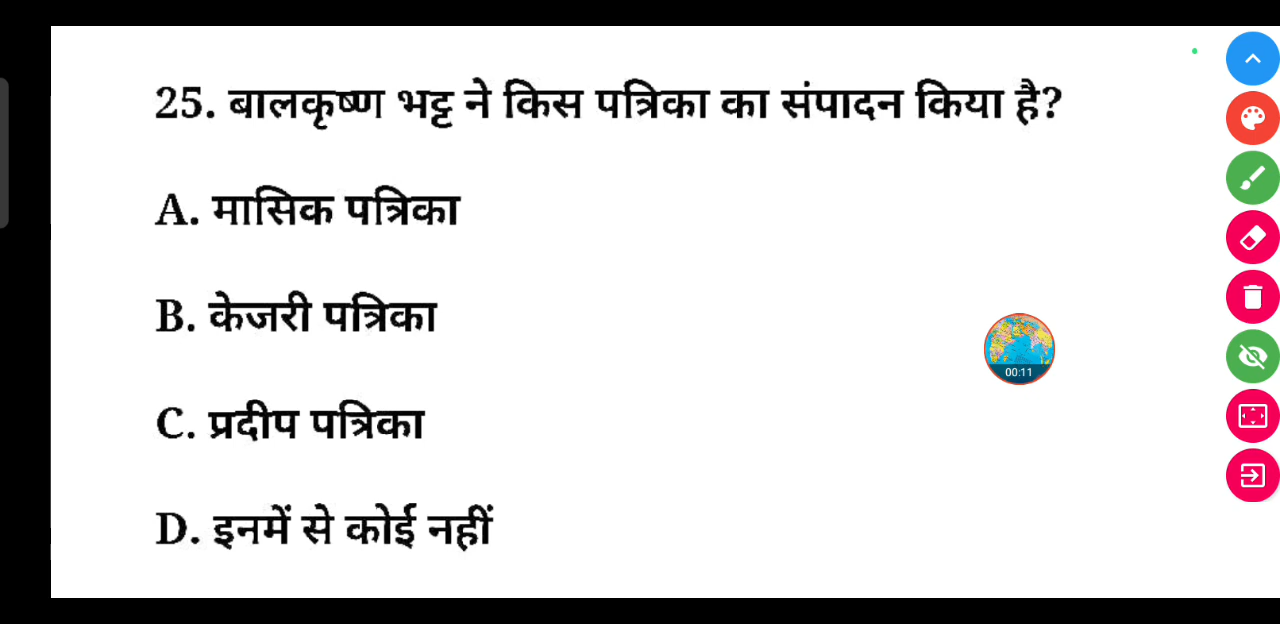 25. बालकृष्ण भट्ट ने किस पत्रिका का संपादन किया है?
A. मासिक पत्रिका
B. केजरी पत्रिका
C. प्रदीप पत्रिका
D. इनमें से कोई नहीं
00:11